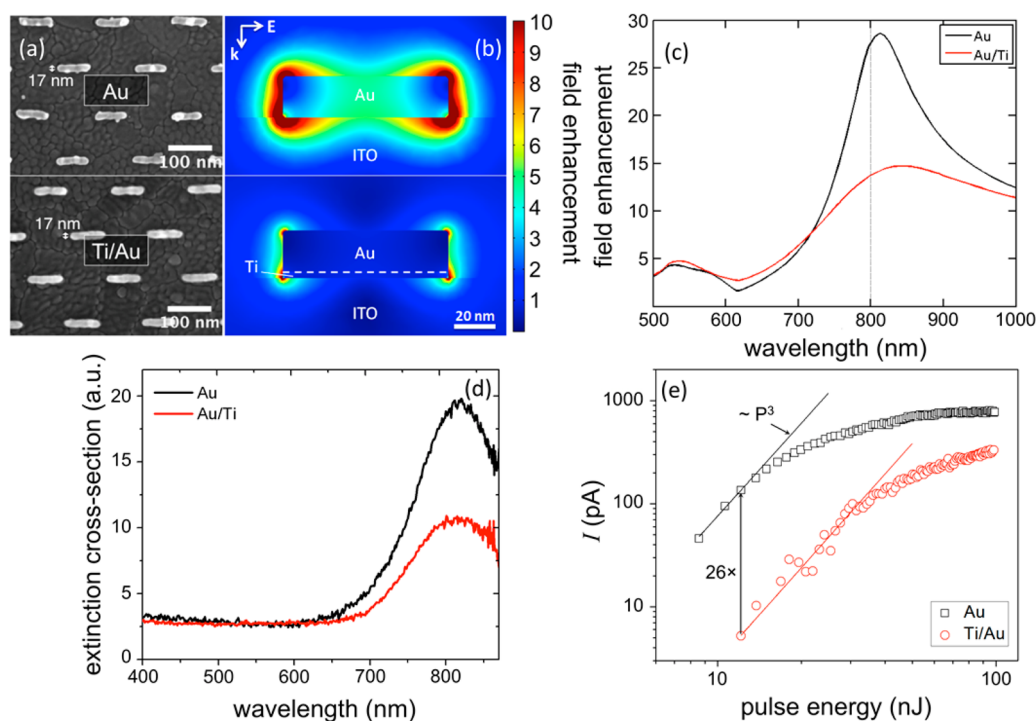 (a)
17 nm
Au
100 nm
17 nm
Ti/Au
100 nm
E
k
(b)
Au
ITO
Au
Ti
ITO
20 nm
10
9
8
7
6
5
4
3
2
1
field enhancement
(c)
Au
Au/Ti
30
25
20
15
10
5
0
500 600 700 800 900 1000
wavelength (nm)
field enhancement
(d)
Au
Au/Ti
20
15
10
5
0
400 500 600 700 800
wavelength (nm)
extinction cross-section (a.u.)
(e)
~ P³
26×
Au
Ti/Au
1000
100
10
10 100
pulse energy (nJ)
I (pA)